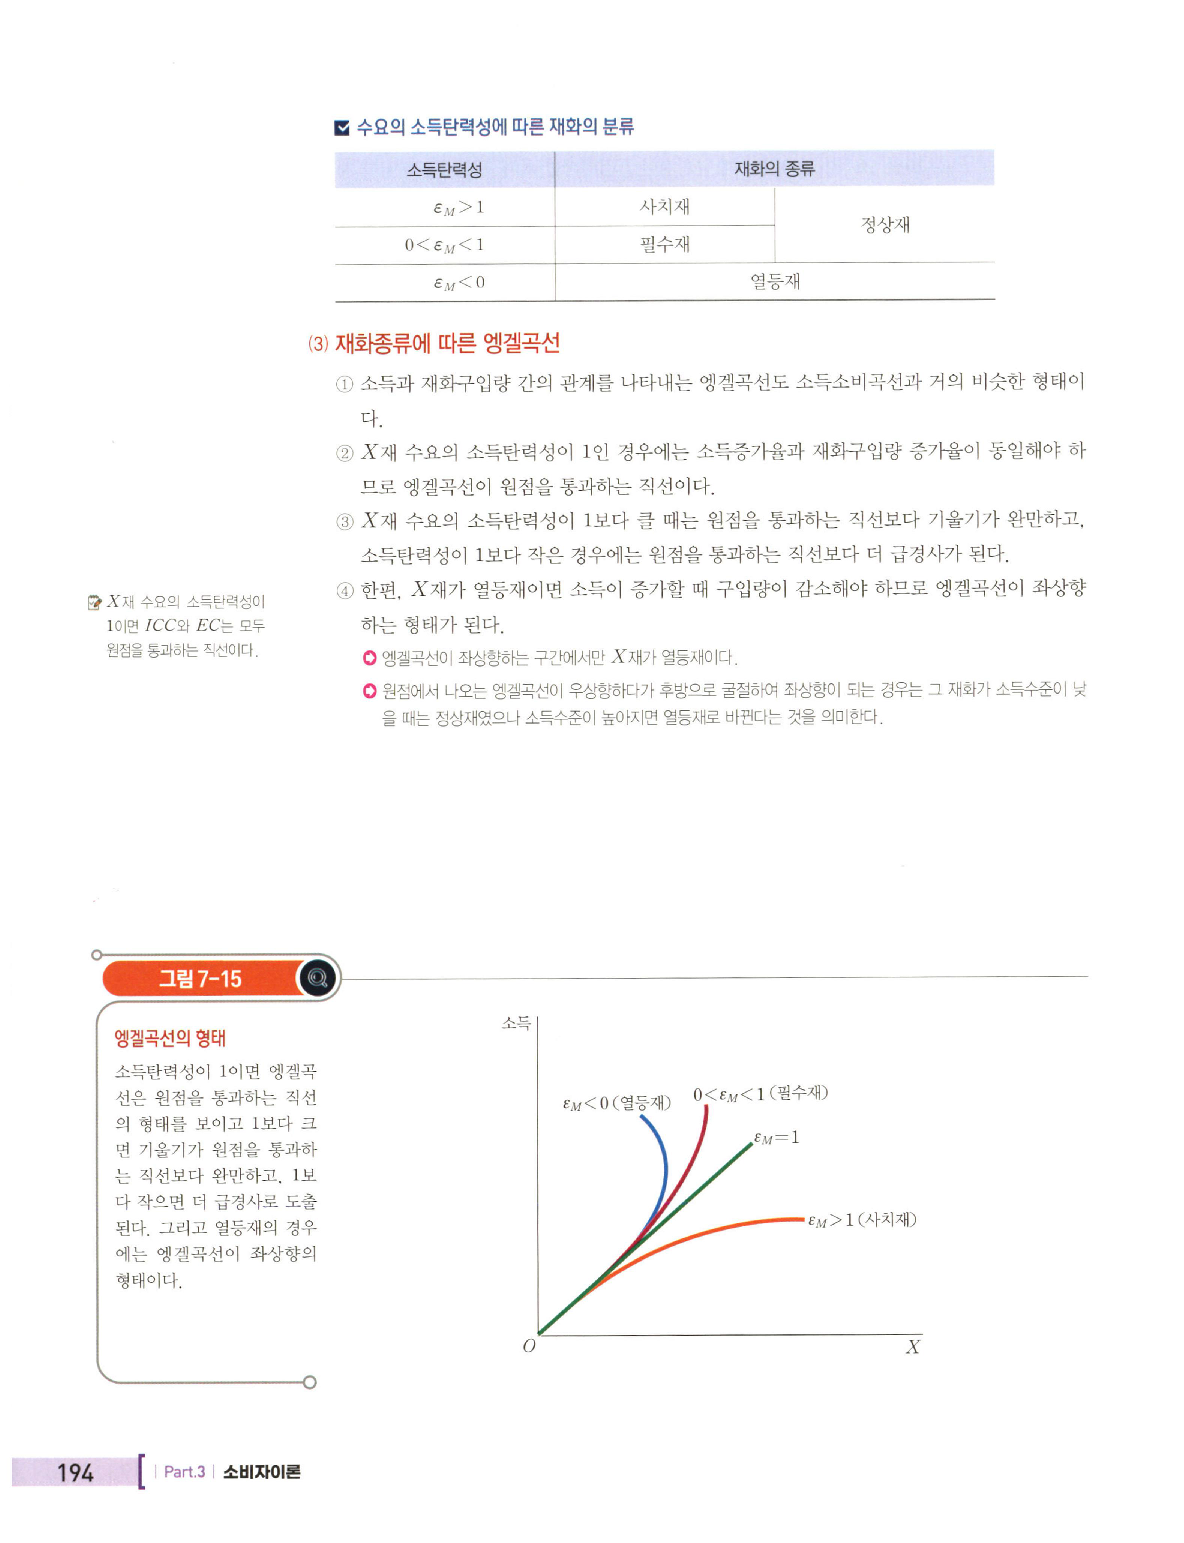 수요의 소득탄력성에 따른 재화의 분류
소득탄력성 재화의 종류
εM>1 사치재
정상재
0<εM<1 필수재
εM<0 열등재
(3) 재화종류에 따른 엥겔곡선
① 소득과 재화구입량 간의 관계를 나타내는 엥겔곡선도 소득소비곡선과 거의 비슷한 형태이
다.
② X재 수요의 소득탄력성이 1인 경우에는 소득증가율과 재화구입량 증가율이 동일해야 하
므로 엥겔곡선이 원점을 통과하는 직선이다.
③ X재 수요의 소득탄력성이 1보다 클 때는 원점을 통과하는 직선보다 기울기가 완만하고,
소득탄력성이 1보다 작은 경우에는 원점을 통과하는 직선보다 더 급경사가 된다.
④ 한편, X재가 열등재이면 소득이 증가할 때 구입량이 감소해야 하므로 엥겔곡선이 좌상향
하는 형태가 된다.
엥겔곡선이 좌상향하는 구간에서만 X재가 열등재이다.
원점에서 나오는 엥겔곡선이 우상향하다가 후방으로 굴절하여 좌상향이 되는 경우는 그 재화가 소득수준이 낮
을 때는 정상재였으나 소득수준이 높아지면 열등재로 바뀐다는 것을 의미한다.
X재 수요의 소득탄력성이
1이면 ICC와 EC는 모두
원점을 통과하는 직선이다.
그림 7-15
엥겔곡선의 형태
소득탄력성이 1이면 엥겔곡
선은 원점을 통과하는 직선
의 형태를 보이고 1보다 크
면 기울기가 원점을 통과하
는 직선보다 완만하고, 1보
다 작으면 더 급경사로 도출
된다. 그리고 열등재의 경우
에는 엥겔곡선이 좌상향의
형태이다.
소득
εM<0(열등재)
0<εM<1(필수재)
εM=1
εM>1(사치재)
O
X
194
Part.3 소비자이론